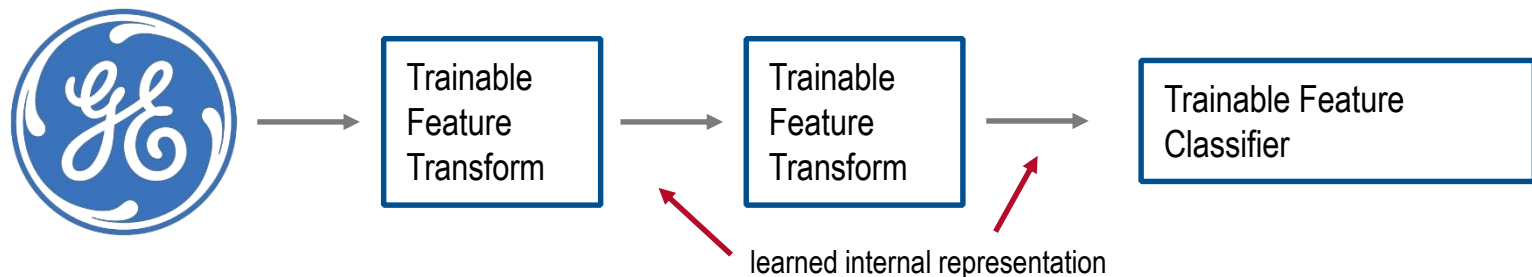 GE
Trainable
Feature
Transform
Trainable
Feature
Transform
Trainable Feature
Classifier
learned internal representation